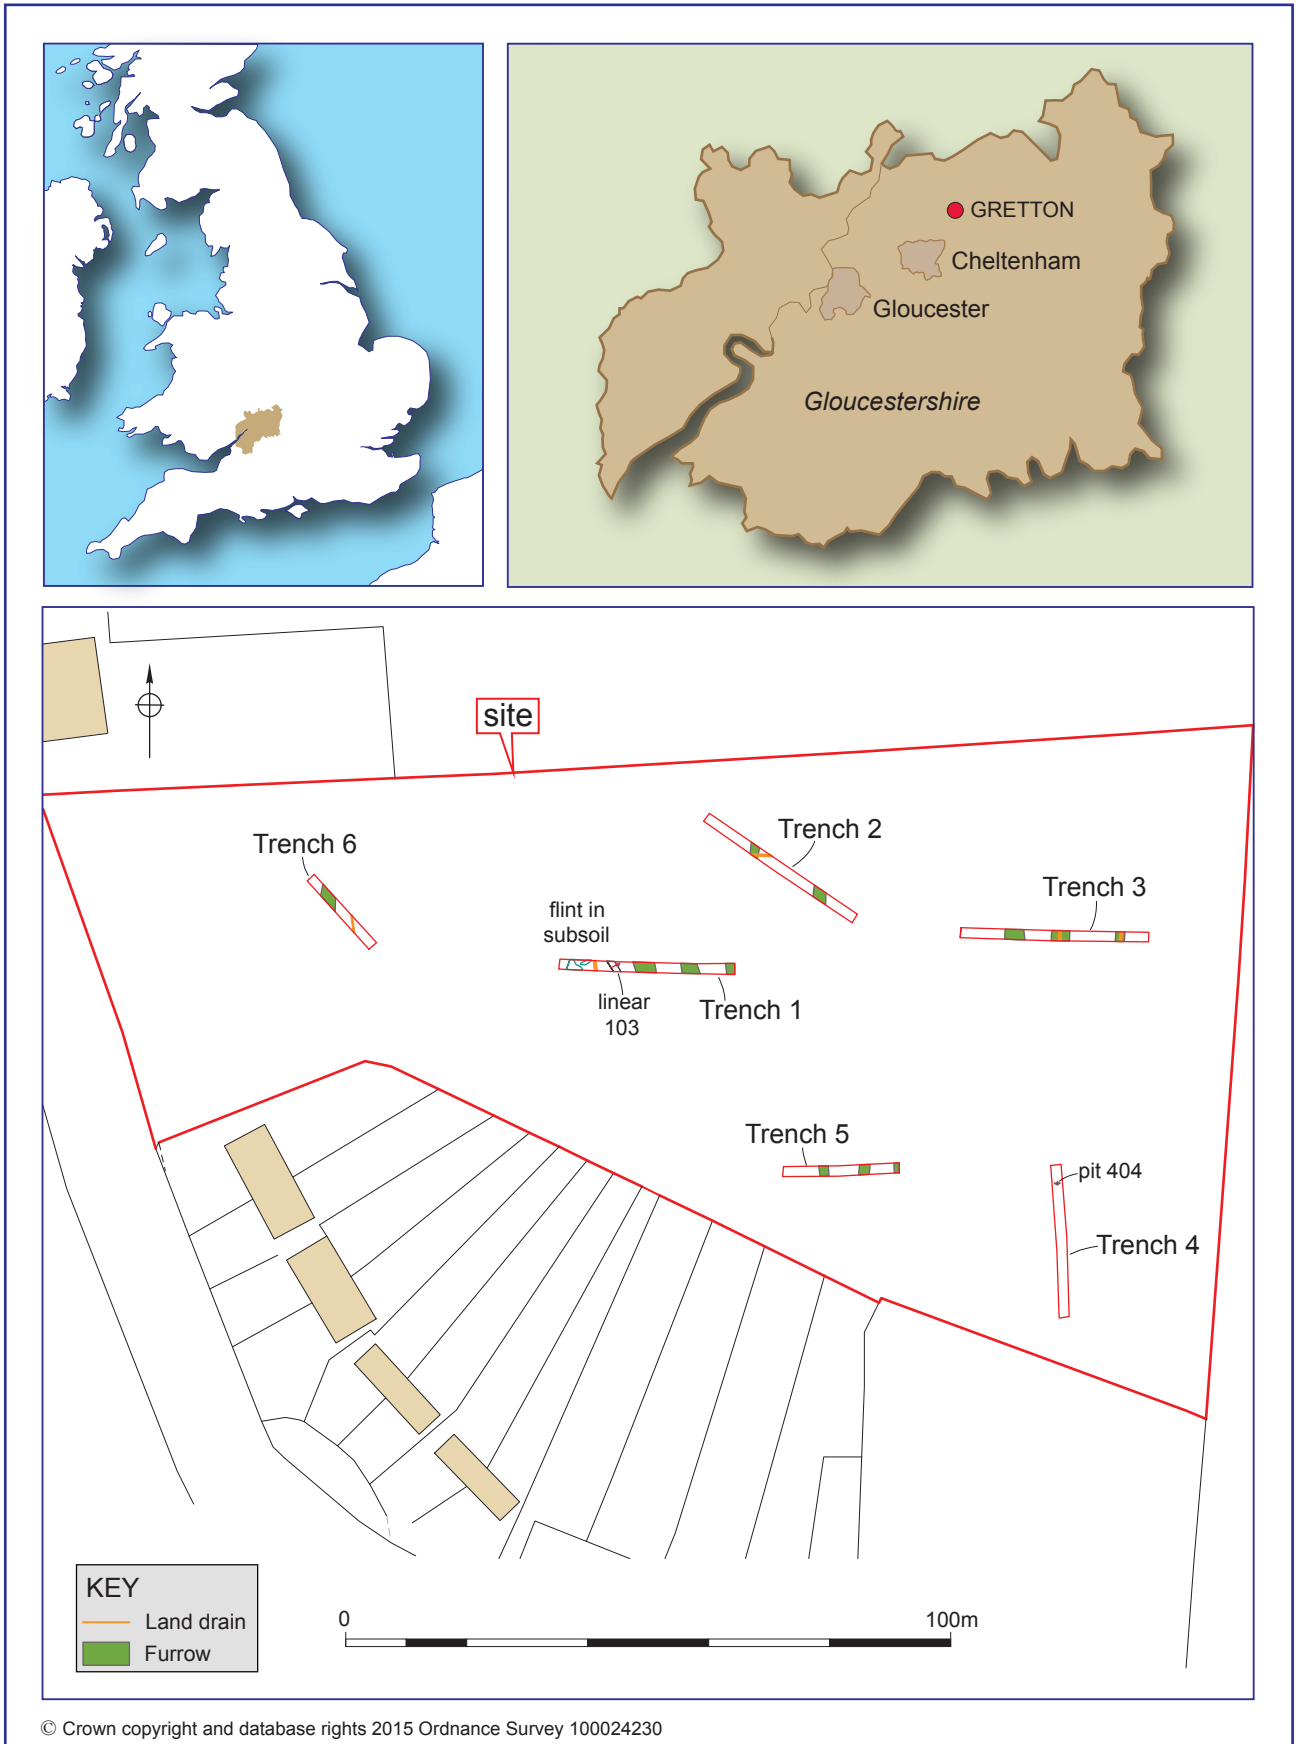 GRETTON
Cheltenham
Gloucester
Gloucestershire
site
Trench 2
Trench 6
Trench 3
flint in
subsoil
linear
103
Trench 1
Trench 5
pit 404
Trench 4
KEY
Land drain
Furrow
0
100m
© Crown copyright and database rights 2015 Ordnance Survey 100024230